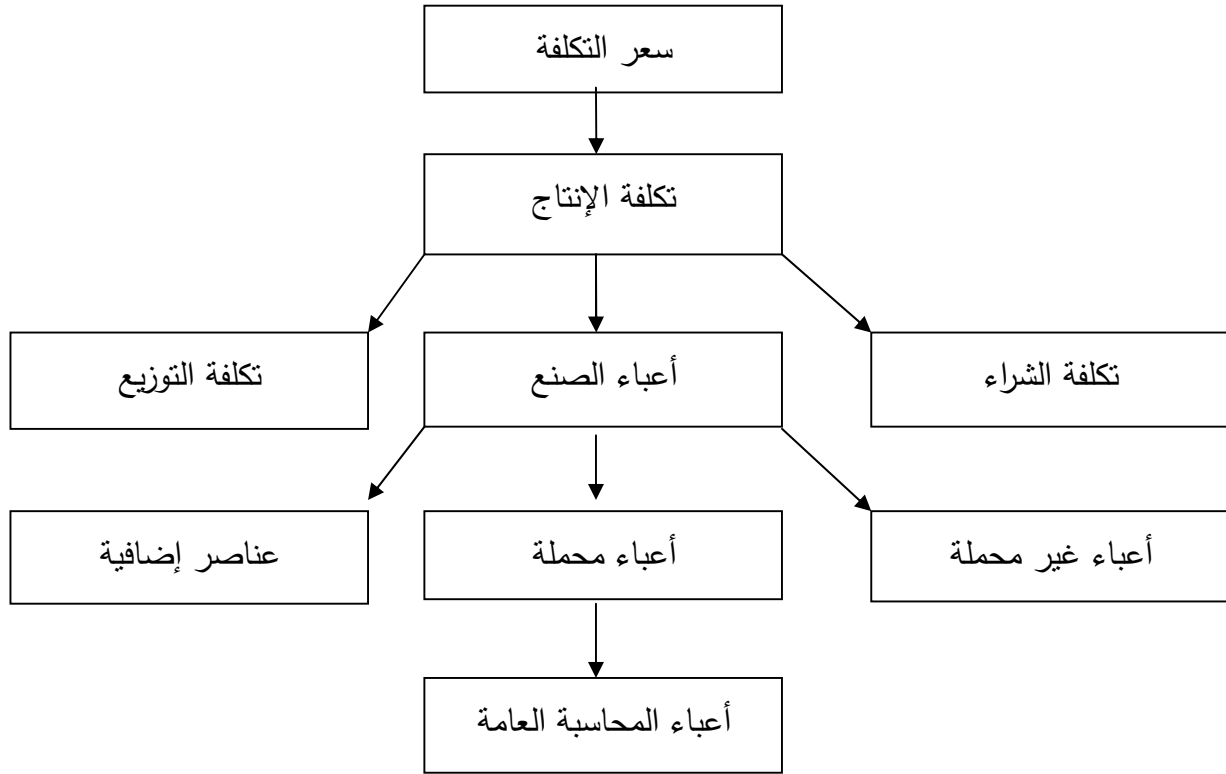 سعر التكلفة
تكلفة الإنتاج
تكلفة الشراء
أعباء الصنع
تكلفة التوزيع
أعباء غير محملة
أعباء محملة
عناصر إضافية
أعباء المحاسبة العامة